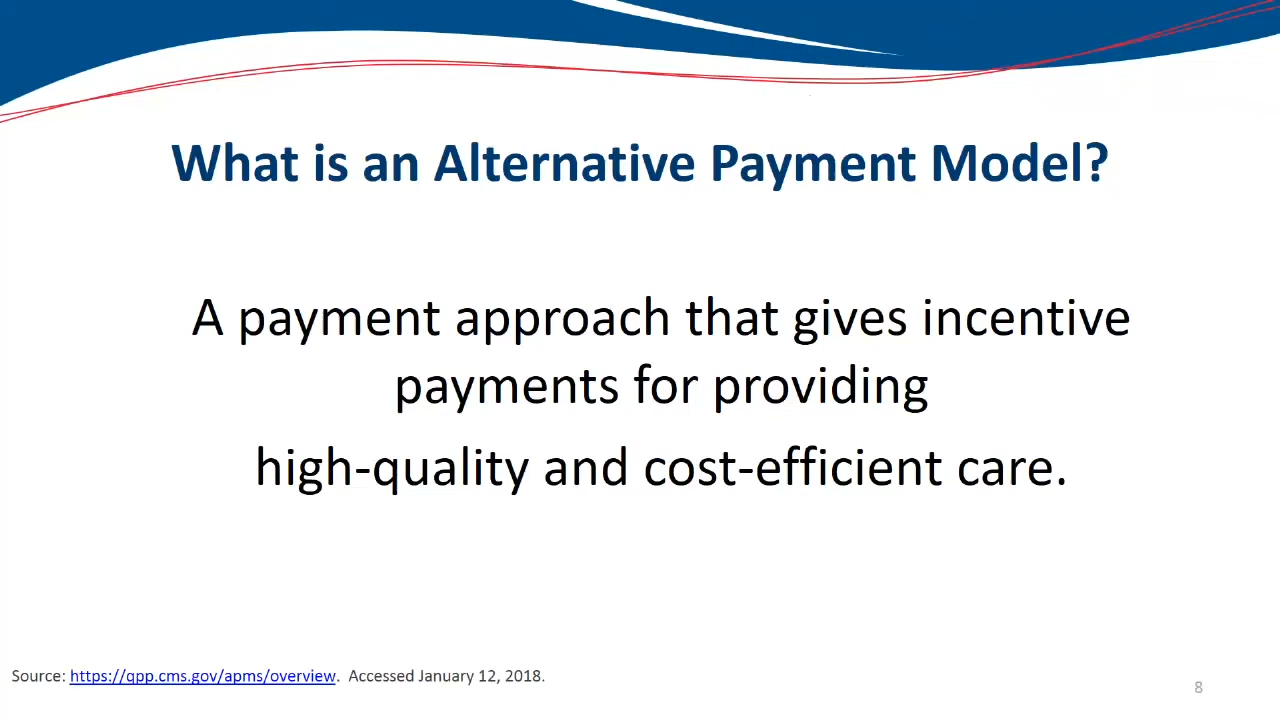 What is an Alternative Payment Model?
A payment approach that gives incentive
payments for providing
high-quality and cost-efficient care.
Source: https://qpp.cms.gov/apms/overview.  Accessed January 12, 2018.
8